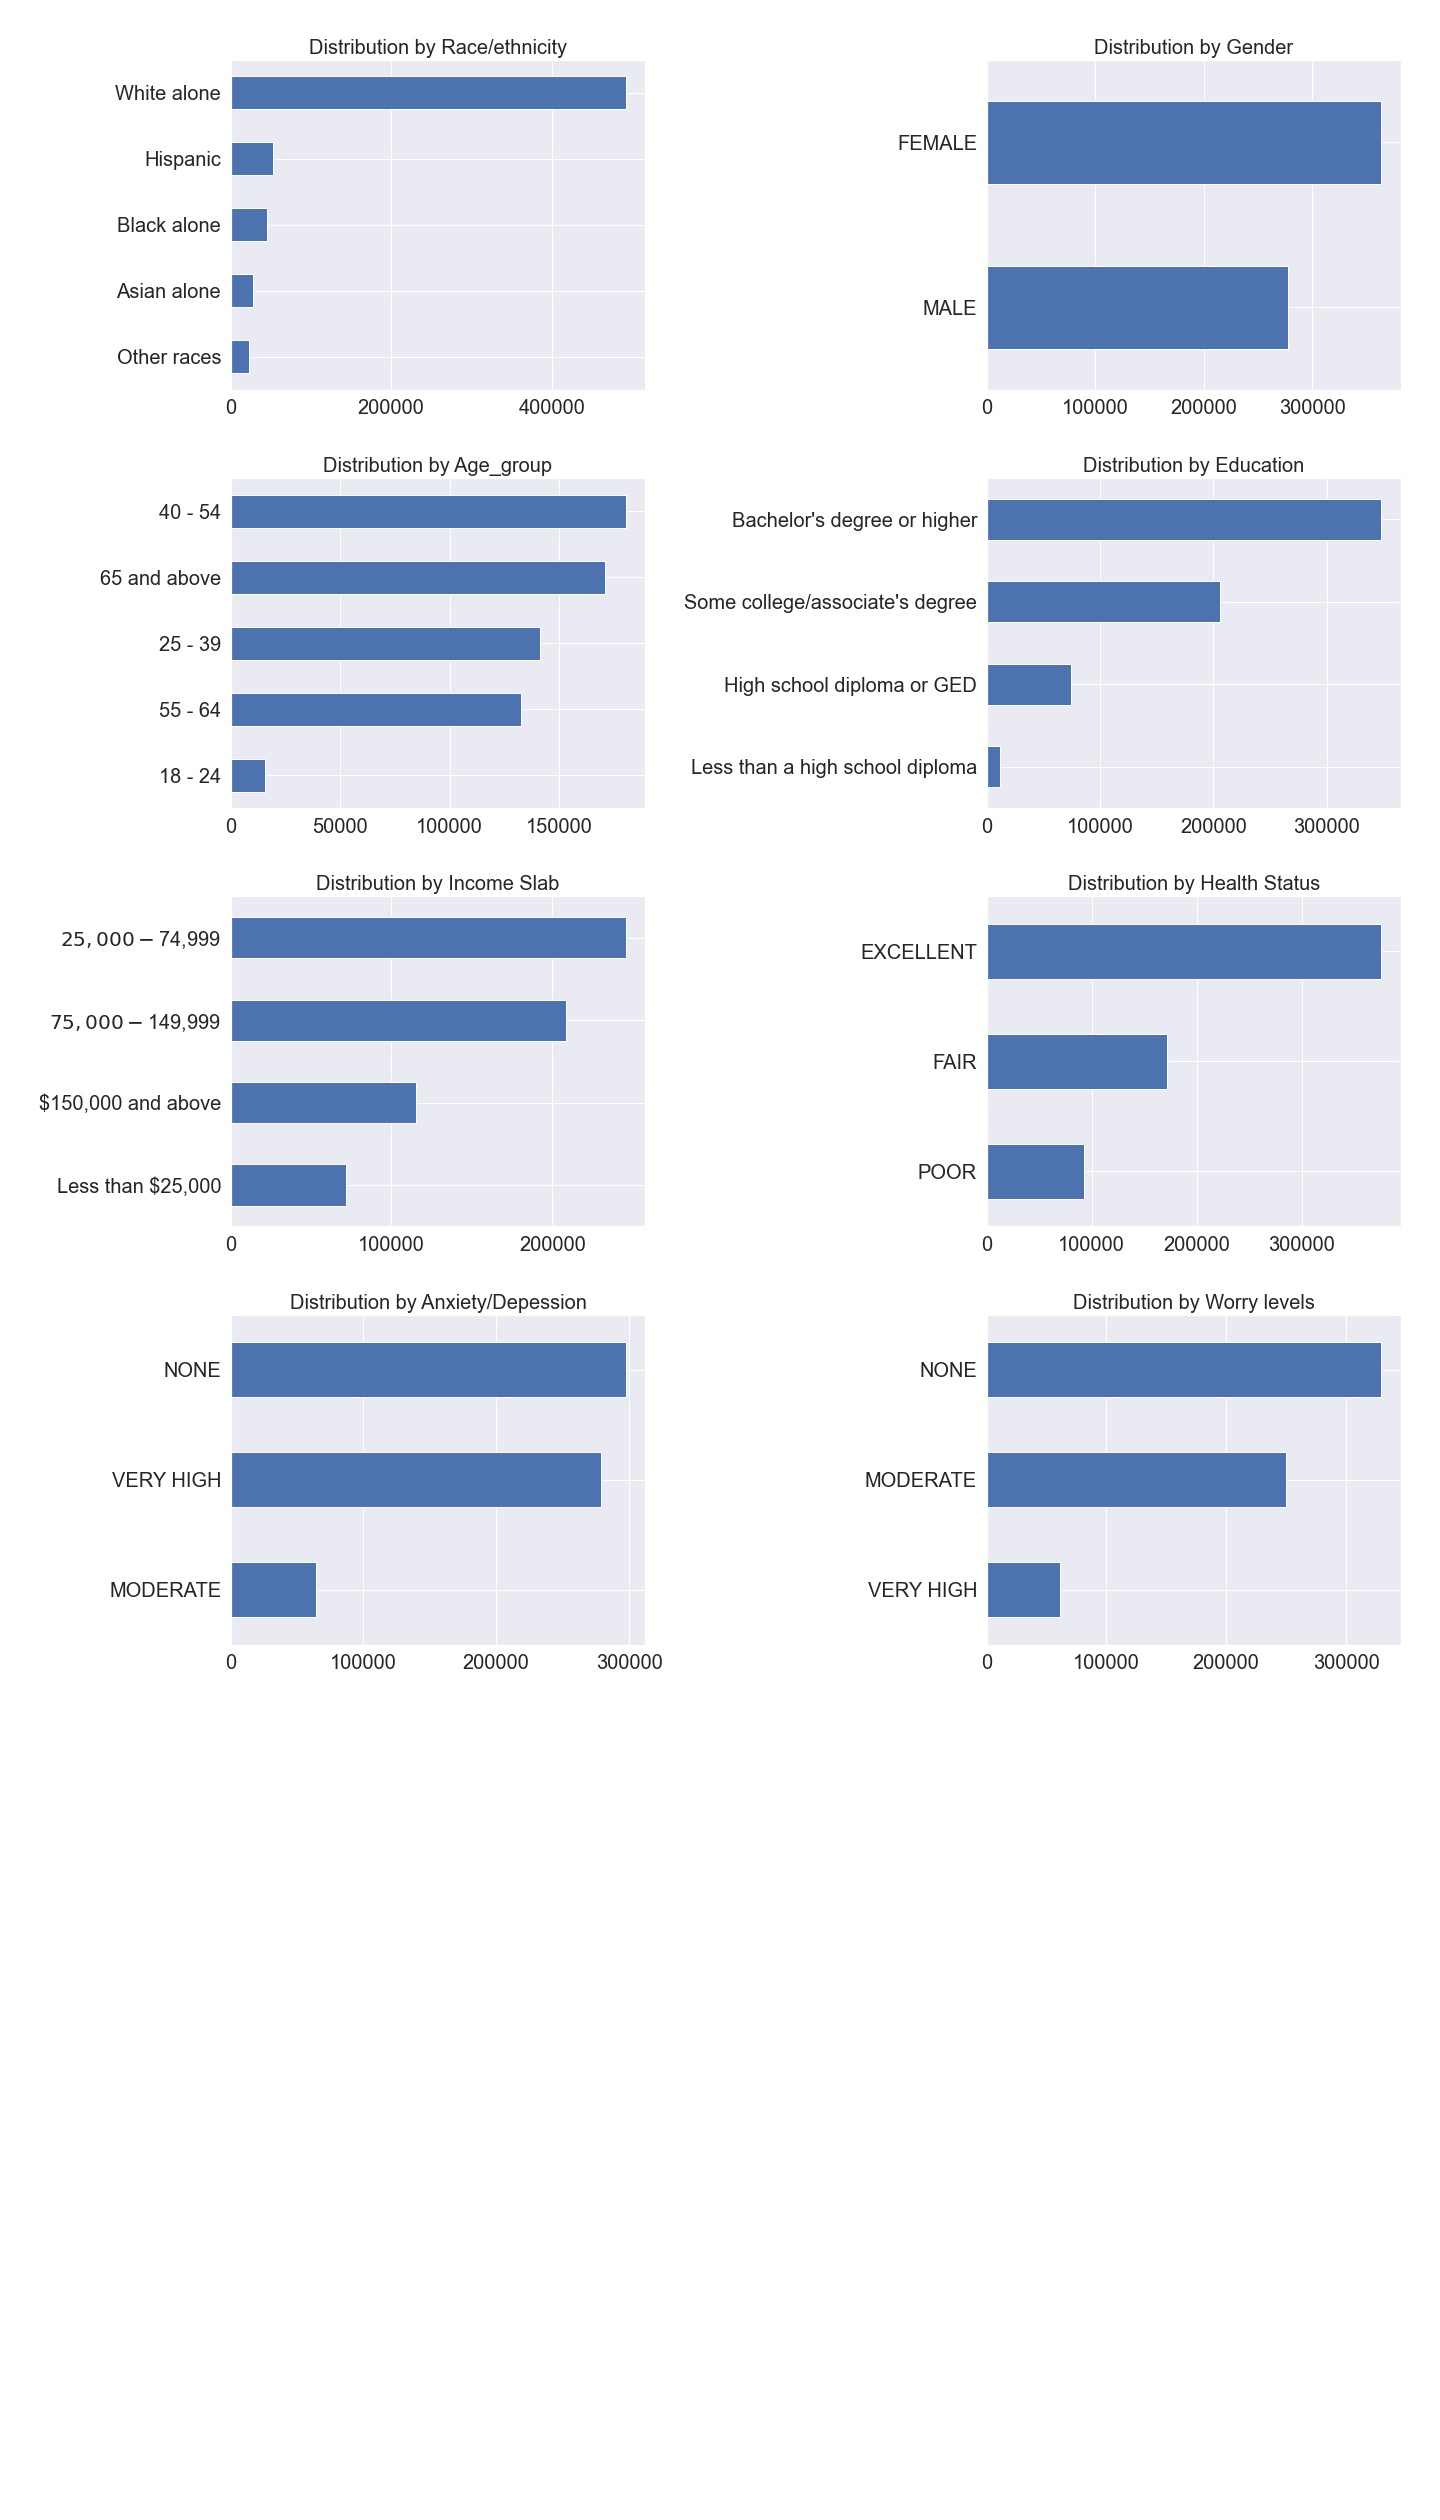 Distribution by Race/ethnicity
White alone
Hispanic
Black alone
Asian alone
Other races
0 200000 400000
Distribution by Gender
FEMALE
MALE
0 100000 200000 300000
Distribution by Age_group
40 - 54
65 and above
25 - 39
55 - 64
18 - 24
0 50000 100000 150000
Distribution by Education
Bachelor's degree or higher
Some college/associate's degree
High school diploma or GED
Less than a high school diploma
0 100000 200000 300000
Distribution by Income Slab
25,000 − 74,999
75,000 − 149,999
$150,000 and above
Less than $25,000
0 100000 200000
Distribution by Health Status
EXCELLENT
FAIR
POOR
0 100000 200000 300000
Distribution by Anxiety/Depession
NONE
VERY HIGH
MODERATE
0 100000 200000 300000
Distribution by Worry levels
NONE
MODERATE
VERY HIGH
0 100000 200000 300000